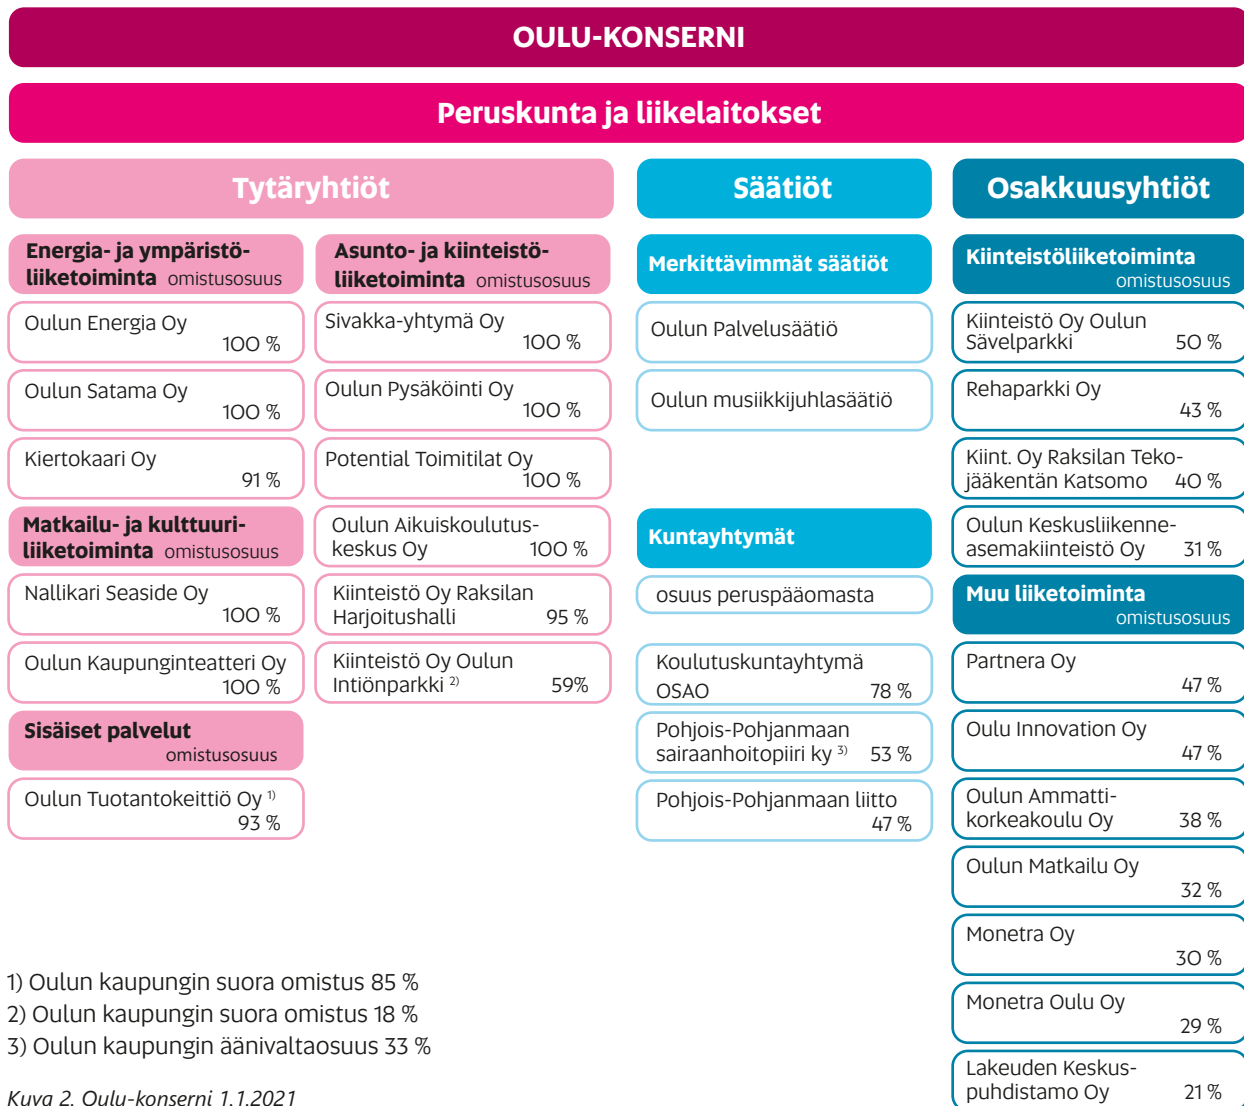 OULU-KONSERNI
Peruskunta ja liikelaitokset
Tytäryhtiöt
Energia- ja ympäristö-
liiketoiminta omistusosuus
Oulun Energia Oy
100 %
Oulun Satama Oy
100 %
Kiertokaari Oy
91 %
Matkailu- ja kulttuuri-
liiketoiminta omistusosuus
Nallikari Seaside Oy
100 %
Oulun Kaupunginteatteri Oy
100 %
Sisäiset palvelut
omistusosuus
Oulun Tuotantokeittiö Oy 1)
93 %
Asunto- ja kiinteistö-
liiketoiminta omistusosuus
Sivakka-yhtymä Oy
100 %
Oulun Pysäköinti Oy
100 %
Potential Toimitilat Oy
100 %
Oulun Aikuiskoulutus-
keskus Oy 100 %
Kiinteistö Oy Raksilan
Harjoitushalli 95 %
Kiinteistö Oy Oulun
Intiönparkki 2) 59%
Säätiöt
Merkittävimmät säätiöt
Oulun Palvelusäätiö
Oulun musiikkijuhlasäätiö
Kuntayhtymät
osuus peruspääomasta
Koulutuskuntayhtymä
OSAO 78 %
Pohjois-Pohjanmaan
sairaanhoitopiiri ky 3) 53 %
Pohjois-Pohjanmaan liitto
47 %
Osakkuusyhtiöt
Kiinteistöliiketoiminta
omistusosuus
Kiinteistö Oy Oulun
Sävelparkki 50 %
Rehaparkki Oy
43 %
Kiint. Oy Raksilan Teko-
jääkentän Katsomo 40 %
Oulun Keskusliikenne-
asemakiinteistö Oy 31 %
Muu liiketoiminta
omistusosuus
Partnera Oy
47 %
Oulu Innovation Oy
47 %
Oulun Ammatti-
korkeakoulu Oy 38 %
Oulun Matkailu Oy
32 %
Monetra Oy
30 %
Monetra Oulu Oy
29 %
Lakeuden Keskus-
puhdistamo Oy 21 %
1) Oulun kaupungin suora omistus 85 %
2) Oulun kaupungin suora omistus 18 %
3) Oulun kaupungin äänivaltaosuus 33 %
Kuva 2. Oulu-konserni 1.1.2021